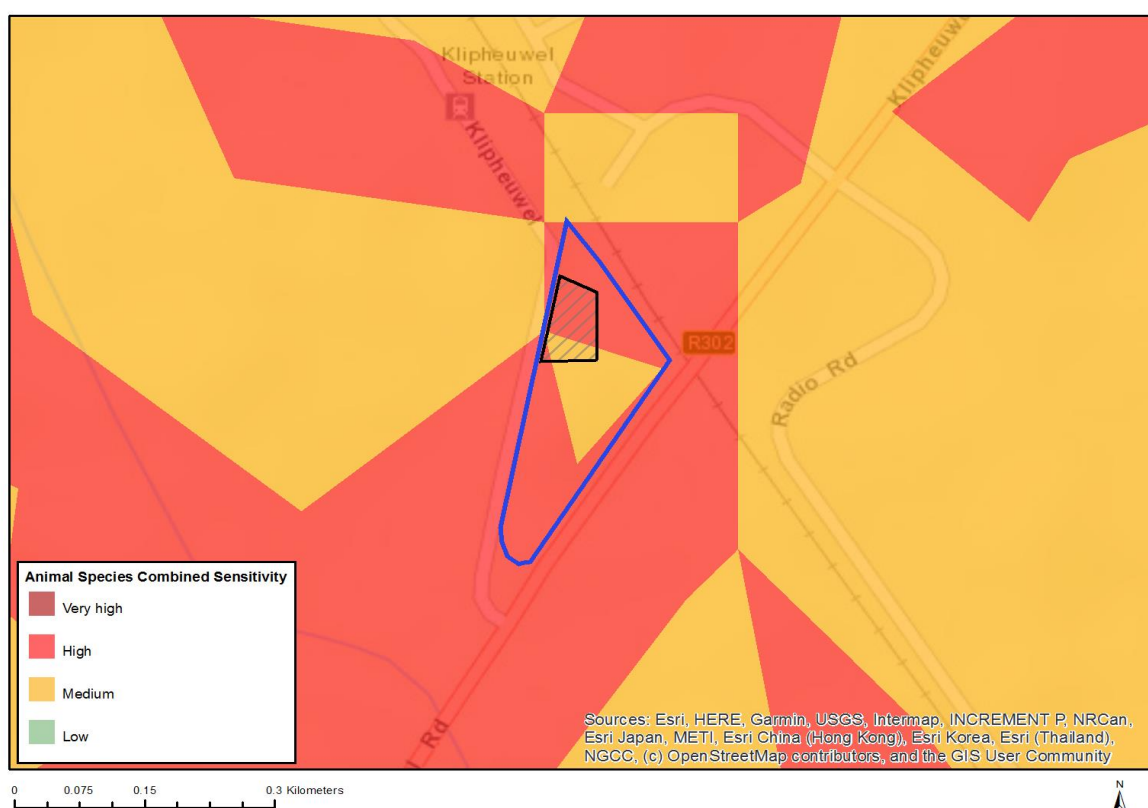 Klipheuwel
Station
Klipheuwel
Klipheuwe
R302
Radio Rd
Rd
Animal Species Combined Sensitivity
Very high
High
Medium
Low
Sources: Esri, HERE, Garmin, USGS, Intermap, INCREMENT P, NRCan,
Esri Japan, METI, Esri China (Hong Kong), Esri Korea, Esri (Thailand),
NGCC, (c) OpenStreetMap contributors, and the GIS User Community
0 0.075 0.15 0.3 Kilometers
N